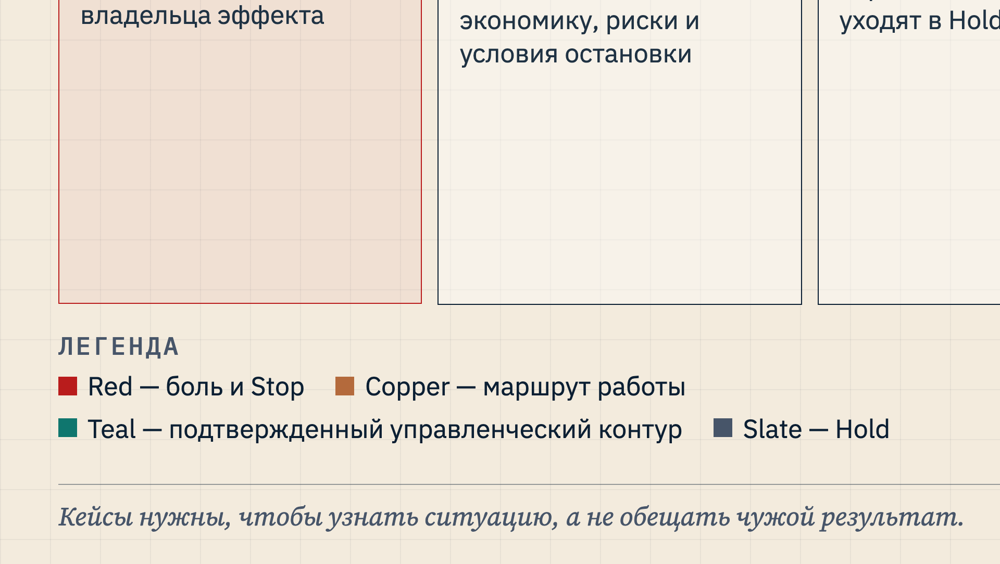 владельца эффекта
экономику, риски и
условия остановки
уходят в Hold
ЛЕГЕНДА
Red — боль и Stop
Copper — маршрут работы
Teal — подтвержденный управленческий контур
Slate — Hold
Кейсы нужны, чтобы узнать ситуацию, а не обещать чужой результат.